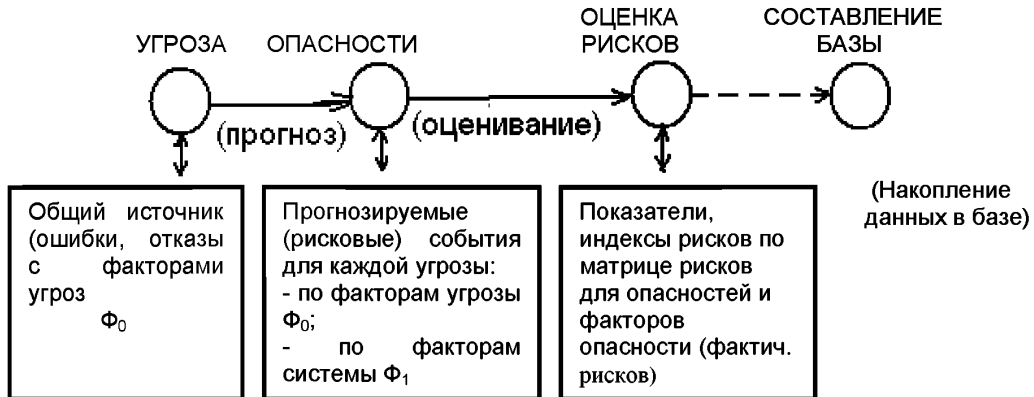 УГРОЗА
ОПАСНОСТИ
ОЦЕНКА
РИСКОВ
СОСТАВЛЕНИЕ
БАЗЫ
(прогноз)
(оценивание)
Общий источник
(ошибки, отказы
с факторами
угроз
Ф₀
Прогнозируемые
(рисковые) события
для каждой угрозы:
- по факторам угрозы
Ф₀;
- по факторам
системы Ф₁
Показатели,
индексы рисков по
матрице рисков
для опасностей и
факторов
опасности (фактич.
рисков)
(Накопление
данных в базе)